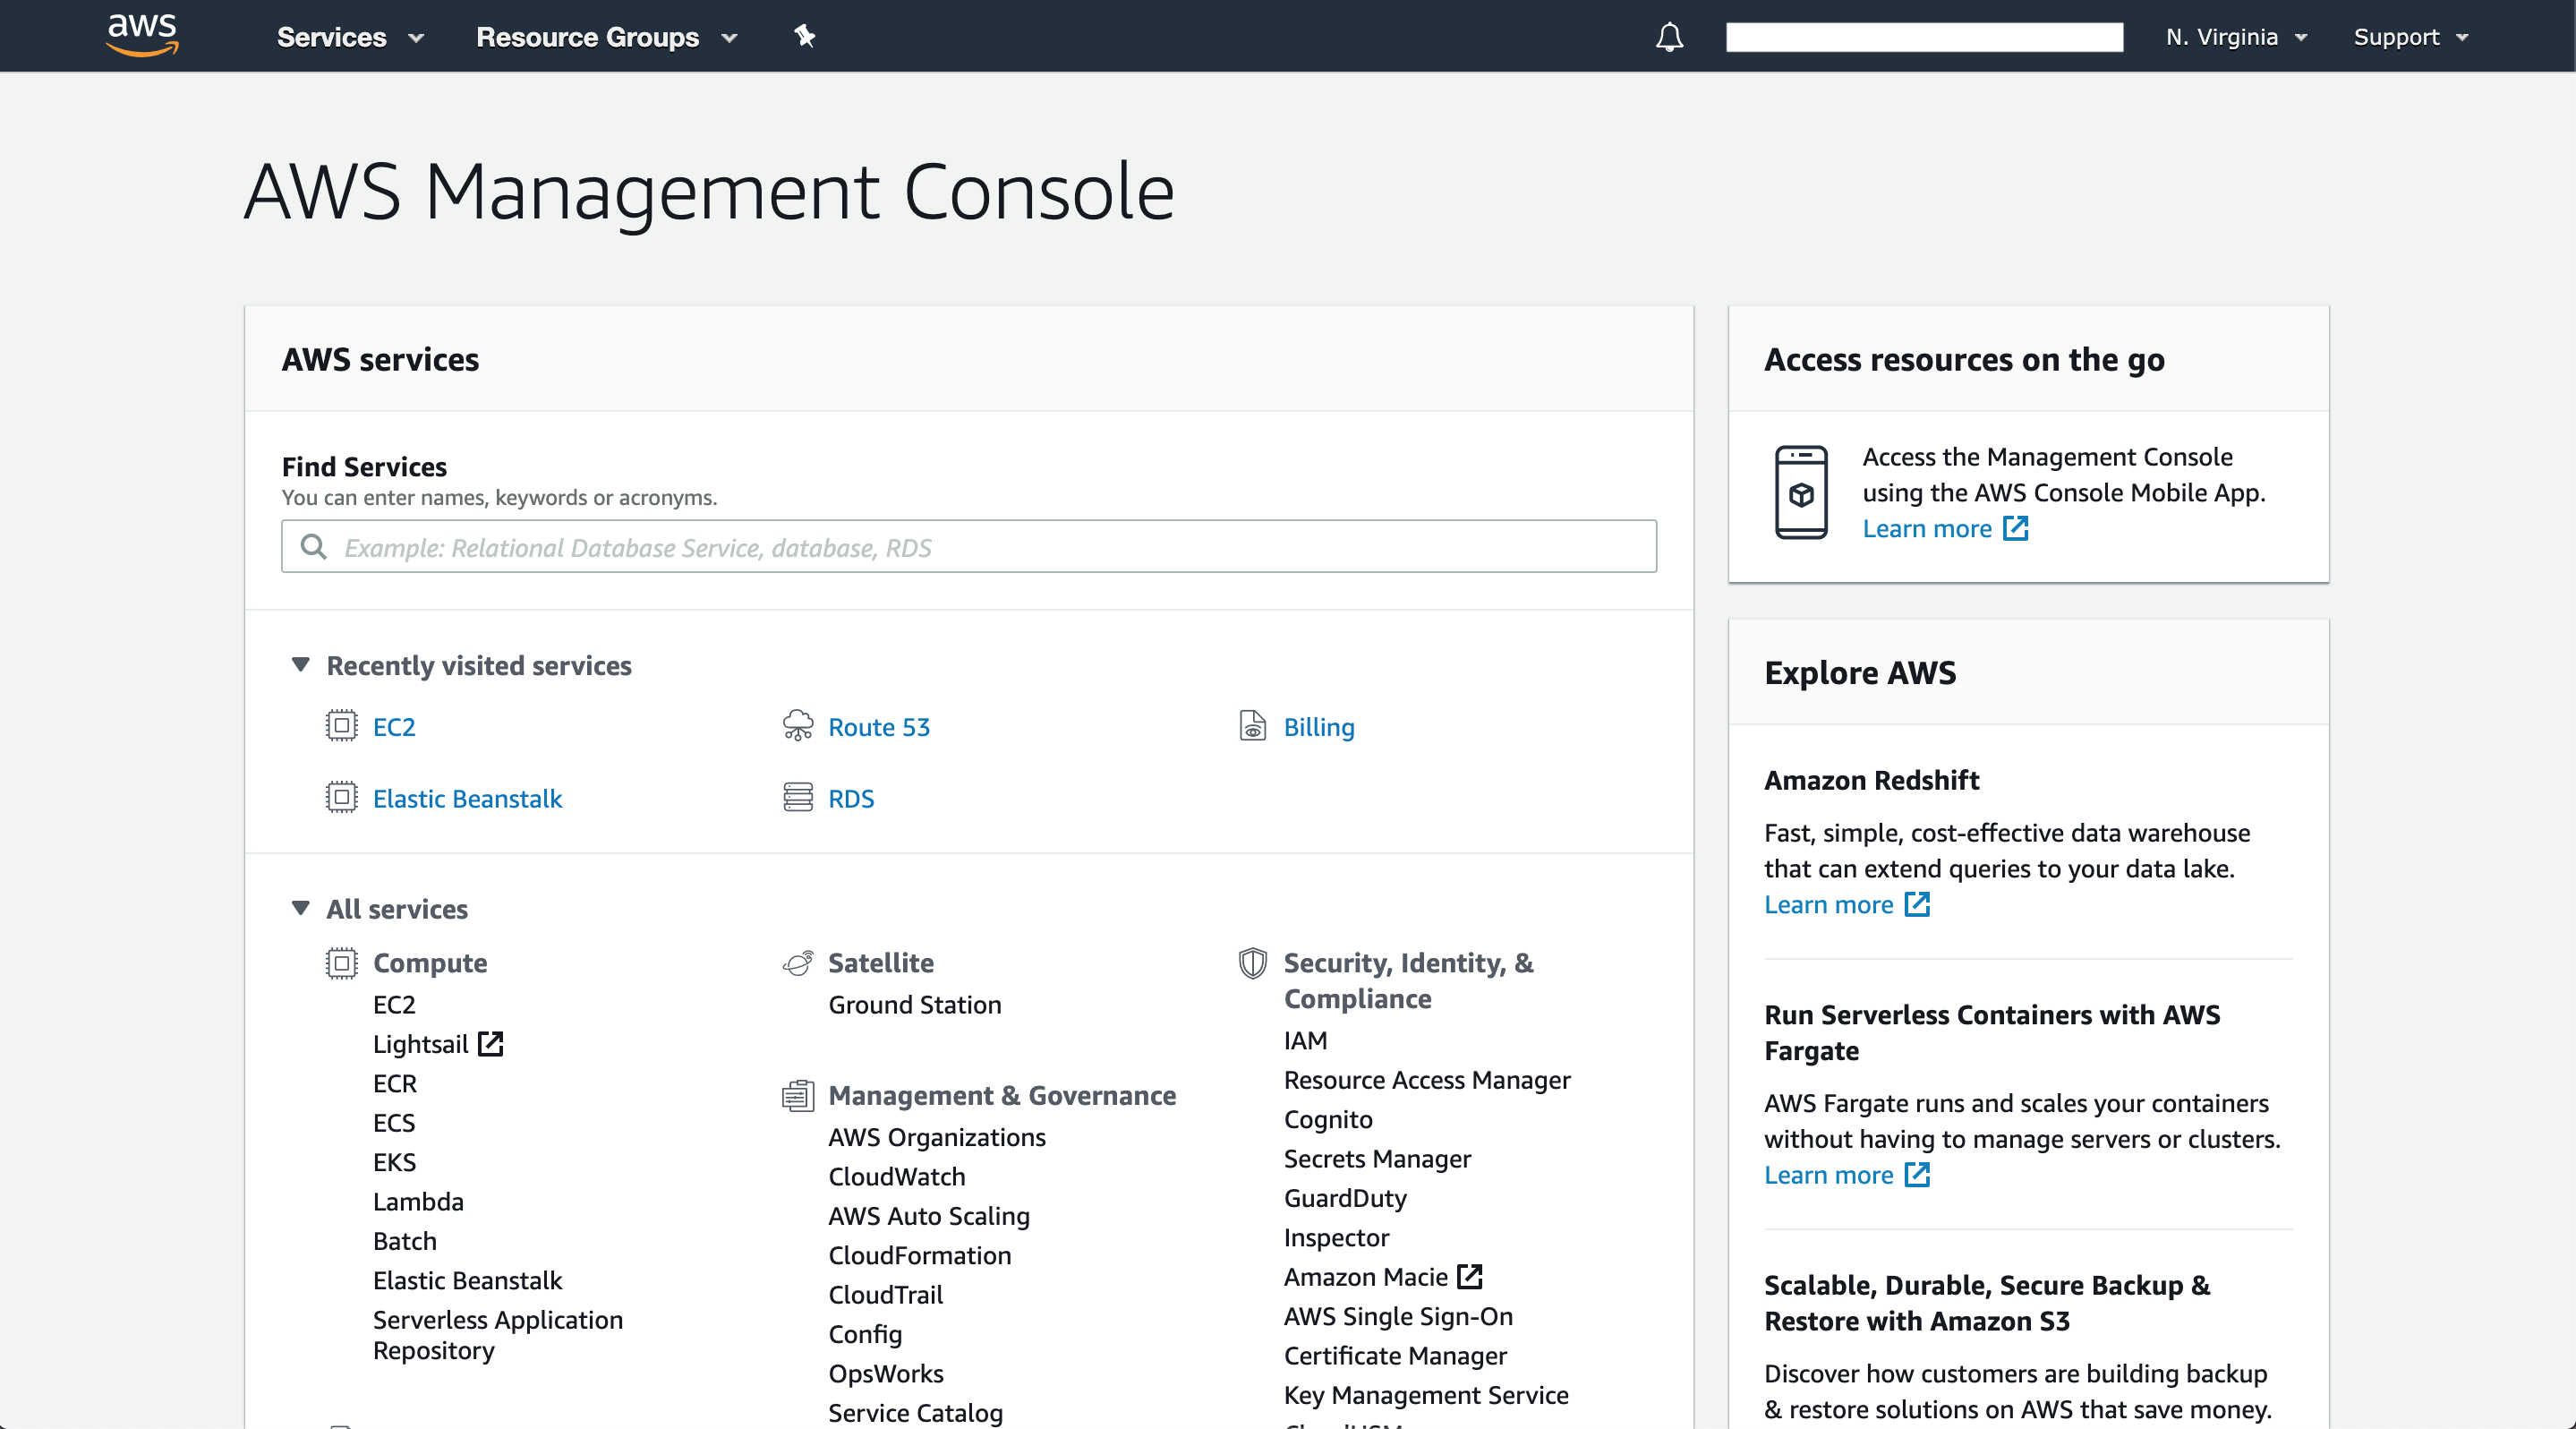 aws
Services
Resource Groups
N. Virginia
Support
AWS Management Console
AWS services
Find Services
You can enter names, keywords or acronyms.
Example: Relational Database Service, database, RDS
Recently visited services
EC2
Route 53
Billing
Elastic Beanstalk
RDS
All services
Compute
EC2
Lightsail
ECR
ECS
EKS
Lambda
Batch
Elastic Beanstalk
Serverless Application
Repository
Satellite
Ground Station
Management & Governance
AWS Organizations
CloudWatch
AWS Auto Scaling
CloudFormation
CloudTrail
Config
OpsWorks
Service Catalog
Security, Identity, &
Compliance
IAM
Resource Access Manager
Cognito
Secrets Manager
GuardDuty
Inspector
Amazon Macie
AWS Single Sign-On
Certificate Manager
Key Management Service
Access resources on the go
Access the Management Console
using the AWS Console Mobile App.
Learn more
Explore AWS
Amazon Redshift
Fast, simple, cost-effective data warehouse
that can extend queries to your data lake.
Learn more
Run Serverless Containers with AWS
Fargate
AWS Fargate runs and scales your containers
without having to manage servers or clusters.
Learn more
Scalable, Durable, Secure Backup &
Restore with Amazon S3
Discover how customers are building backup
& restore solutions on AWS that save money.